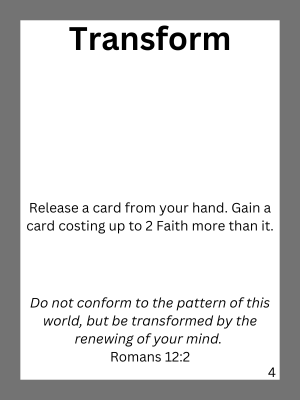 Transform
Release a card from your hand. Gain a
card costing up to 2 Faith more than it.
Do not conform to the pattern of this
world, but be transformed by the
renewing of your mind.
Romans 12:2
4